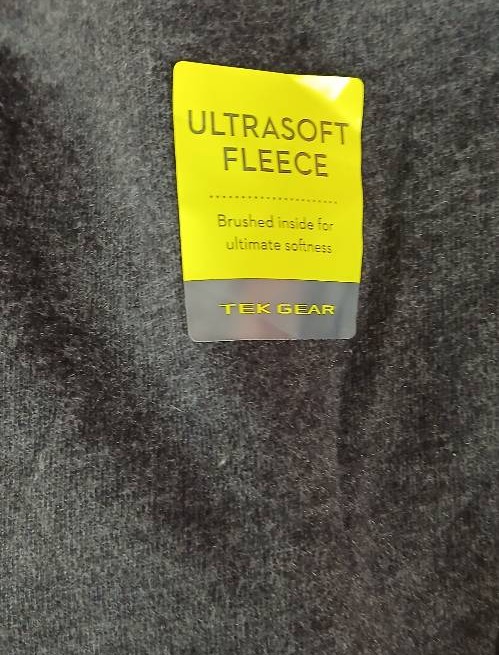 ULTRASOFT
FLEECE
Brushed inside for
ultimate softness
TEK GEAR